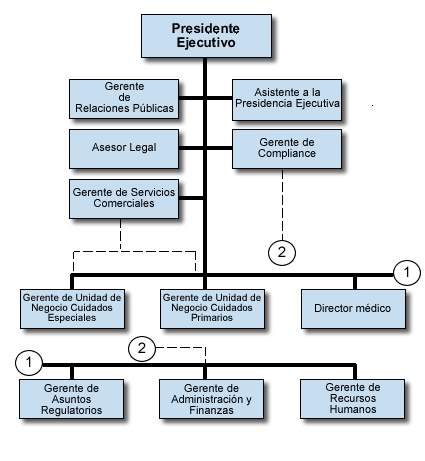 Presidente
Ejecutivo
Gerente
de
Relaciones Públicas
Asistente a la
Presidencia Ejecutiva
Asesor Legal
Gerente de
Compliance
Gerente de Servicios
Comerciales
2
1
Gerente de Unidad de
Negocio Cuidados
Especiales
Gerente de Unidad de
Negocio Cuidados
Primarios
Director médico
2
1
Gerente de
Asuntos
Regulatorios
Gerente de
Administración y
Finanzas
Gerente de
Recursos
Humanos